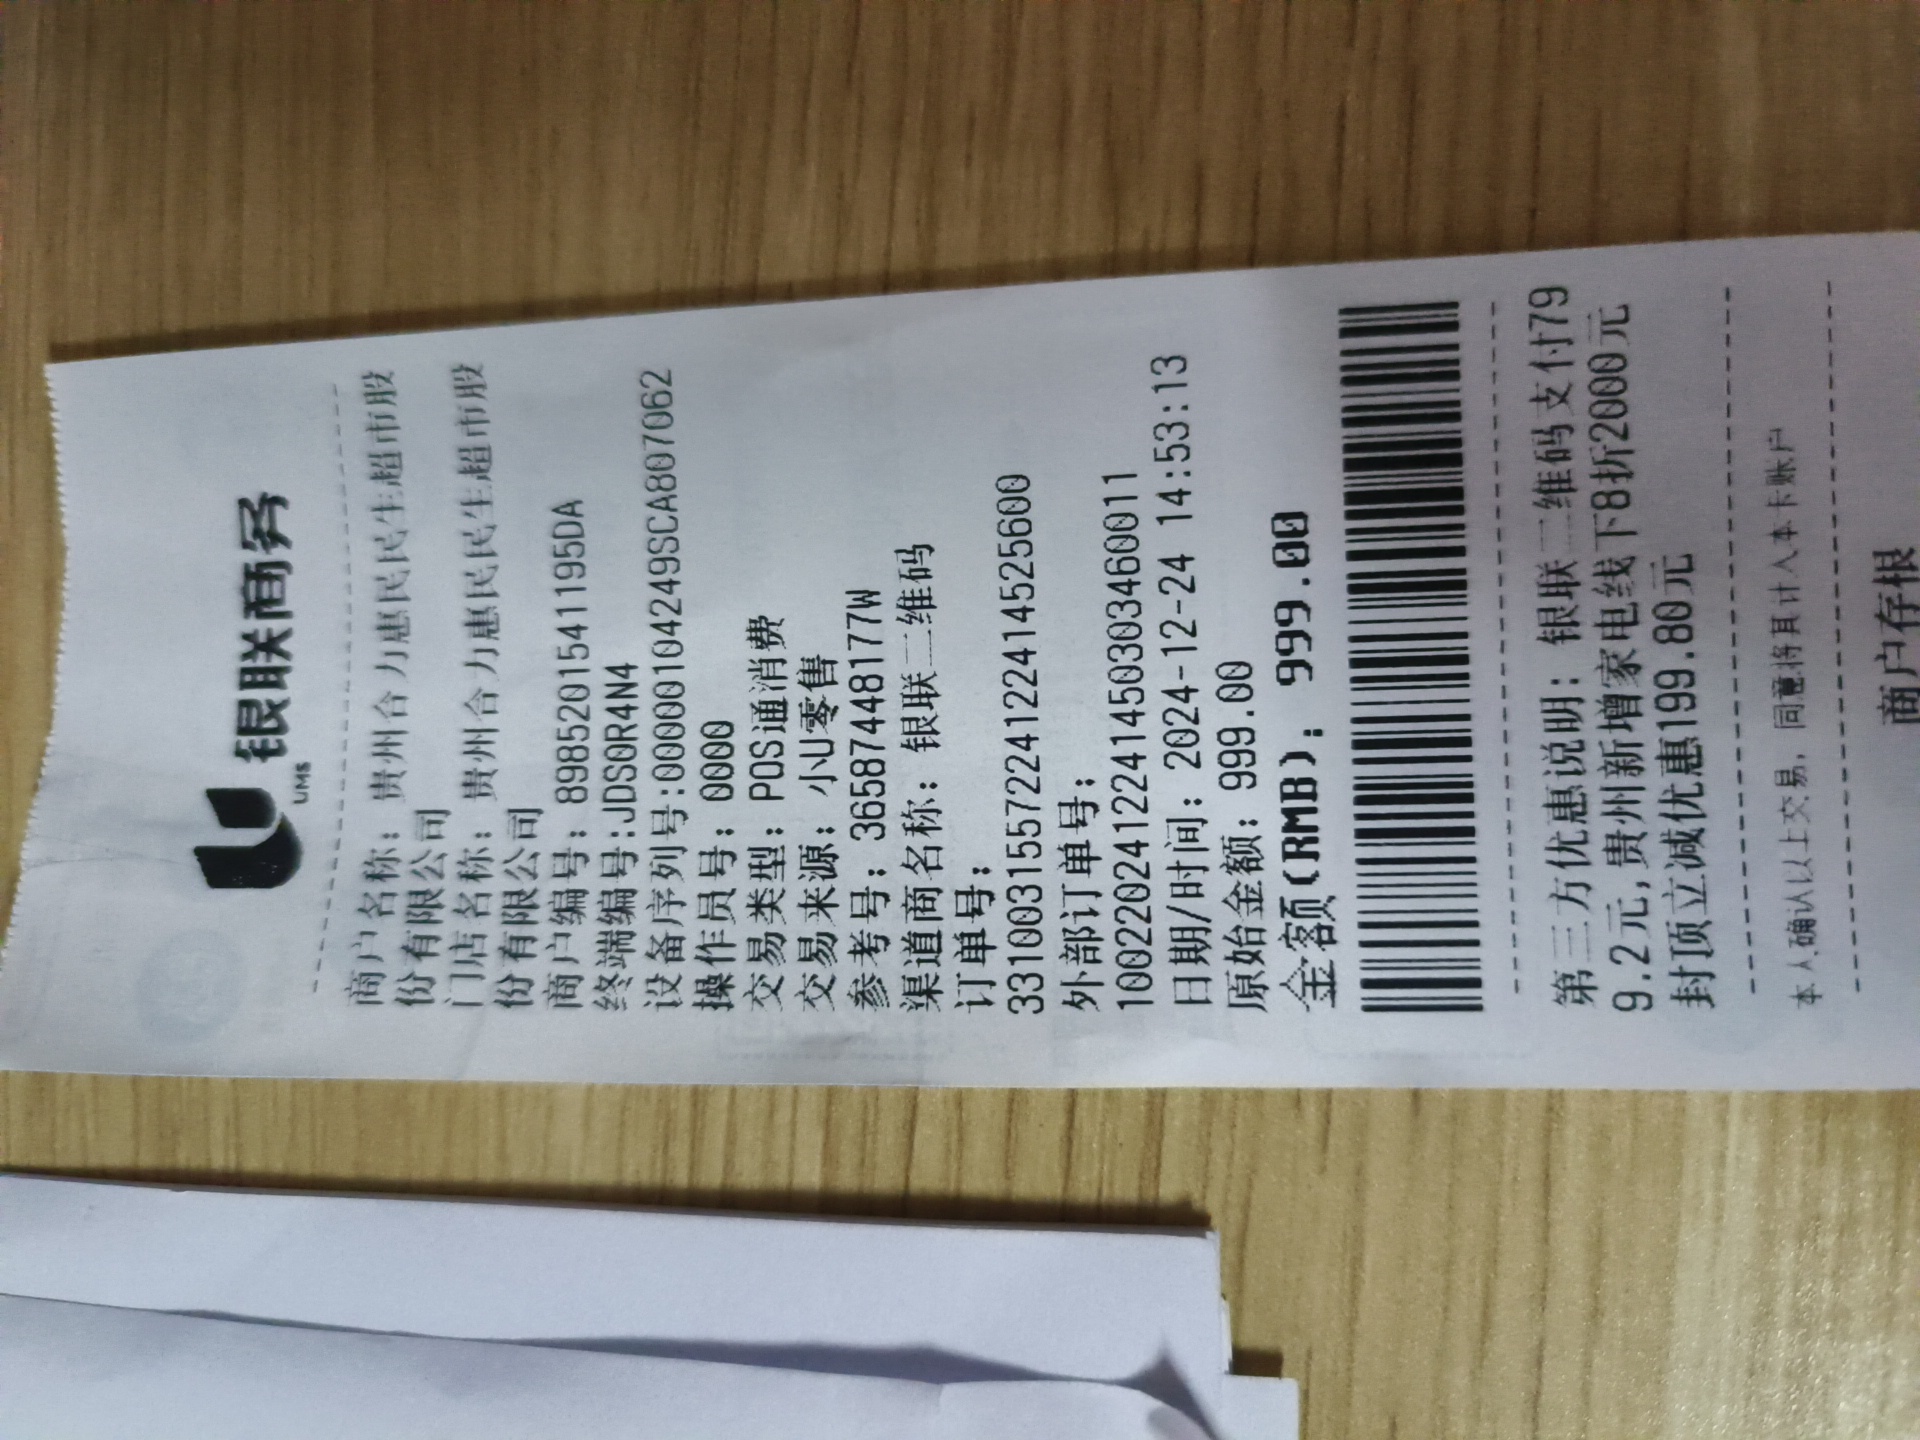 银联商务
UMS
商户名称: 贵州合力惠民民生超市股
份有限公司
门店名称: 贵州合力惠民民生超市股
份有限公司
商户编号: 89852015411195DA
终端编号:JDS0R4N4
设备序列号:00000104249SCA807062
操作员号: 0000
交易类型: POS通消费
交易来源: 小U零售
参考号: 36587448177W
渠道商名称: 银联二维码
订单号:
33100315572241224145256​00
外部订单号:
10022024122414503034600​11
日期/时间: 2024-12-24 14:53:13
原始金额: 999.00
金额(RMB): 999.00
第三方优惠说明: 银联二维码支付79
9.2元,贵州新增家电线下8折2000元
封顶立减优惠199.80元
本人确认以上交易, 同意将其计入本卡账户
商户存根